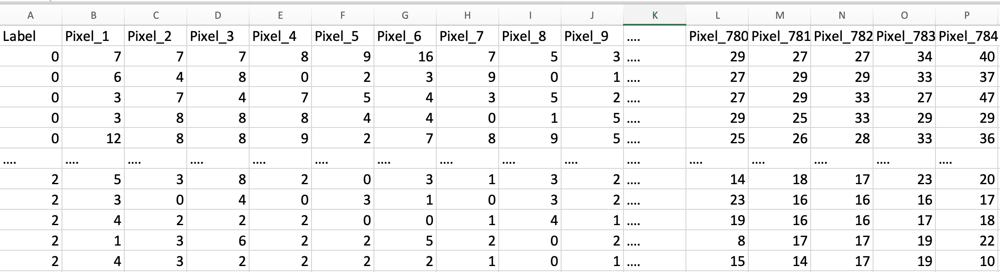 A B C D E F G H I J K L M N O P
Label Pixel_1 Pixel_2 Pixel_3 Pixel_4 Pixel_5 Pixel_6 Pixel_7 Pixel_8 Pixel_9 .... Pixel_780 Pixel_781 Pixel_782 Pixel_783 Pixel_784
0 7 7 7 8 9 16 7 5 3 .... 29 27 27 34 40
0 6 4 8 0 2 3 9 0 1 .... 27 29 29 33 37
0 3 7 4 7 5 4 3 5 2 .... 27 29 33 27 47
0 3 8 8 8 4 4 0 1 5 .... 29 25 33 29 29
0 12 8 8 9 2 7 8 9 5 .... 25 26 28 33 36
.... .... .... .... .... .... .... .... .... .... .... .... .... .... .... ....
2 5 3 8 2 0 3 1 3 2 .... 14 18 17 23 20
2 3 0 4 0 3 1 0 3 2 .... 23 16 16 16 17
2 4 2 2 2 0 0 1 4 1 .... 19 16 16 17 18
2 1 3 6 2 2 5 2 0 2 .... 8 17 17 19 22
2 4 3 2 2 2 2 1 0 1 .... 15 14 17 19 10